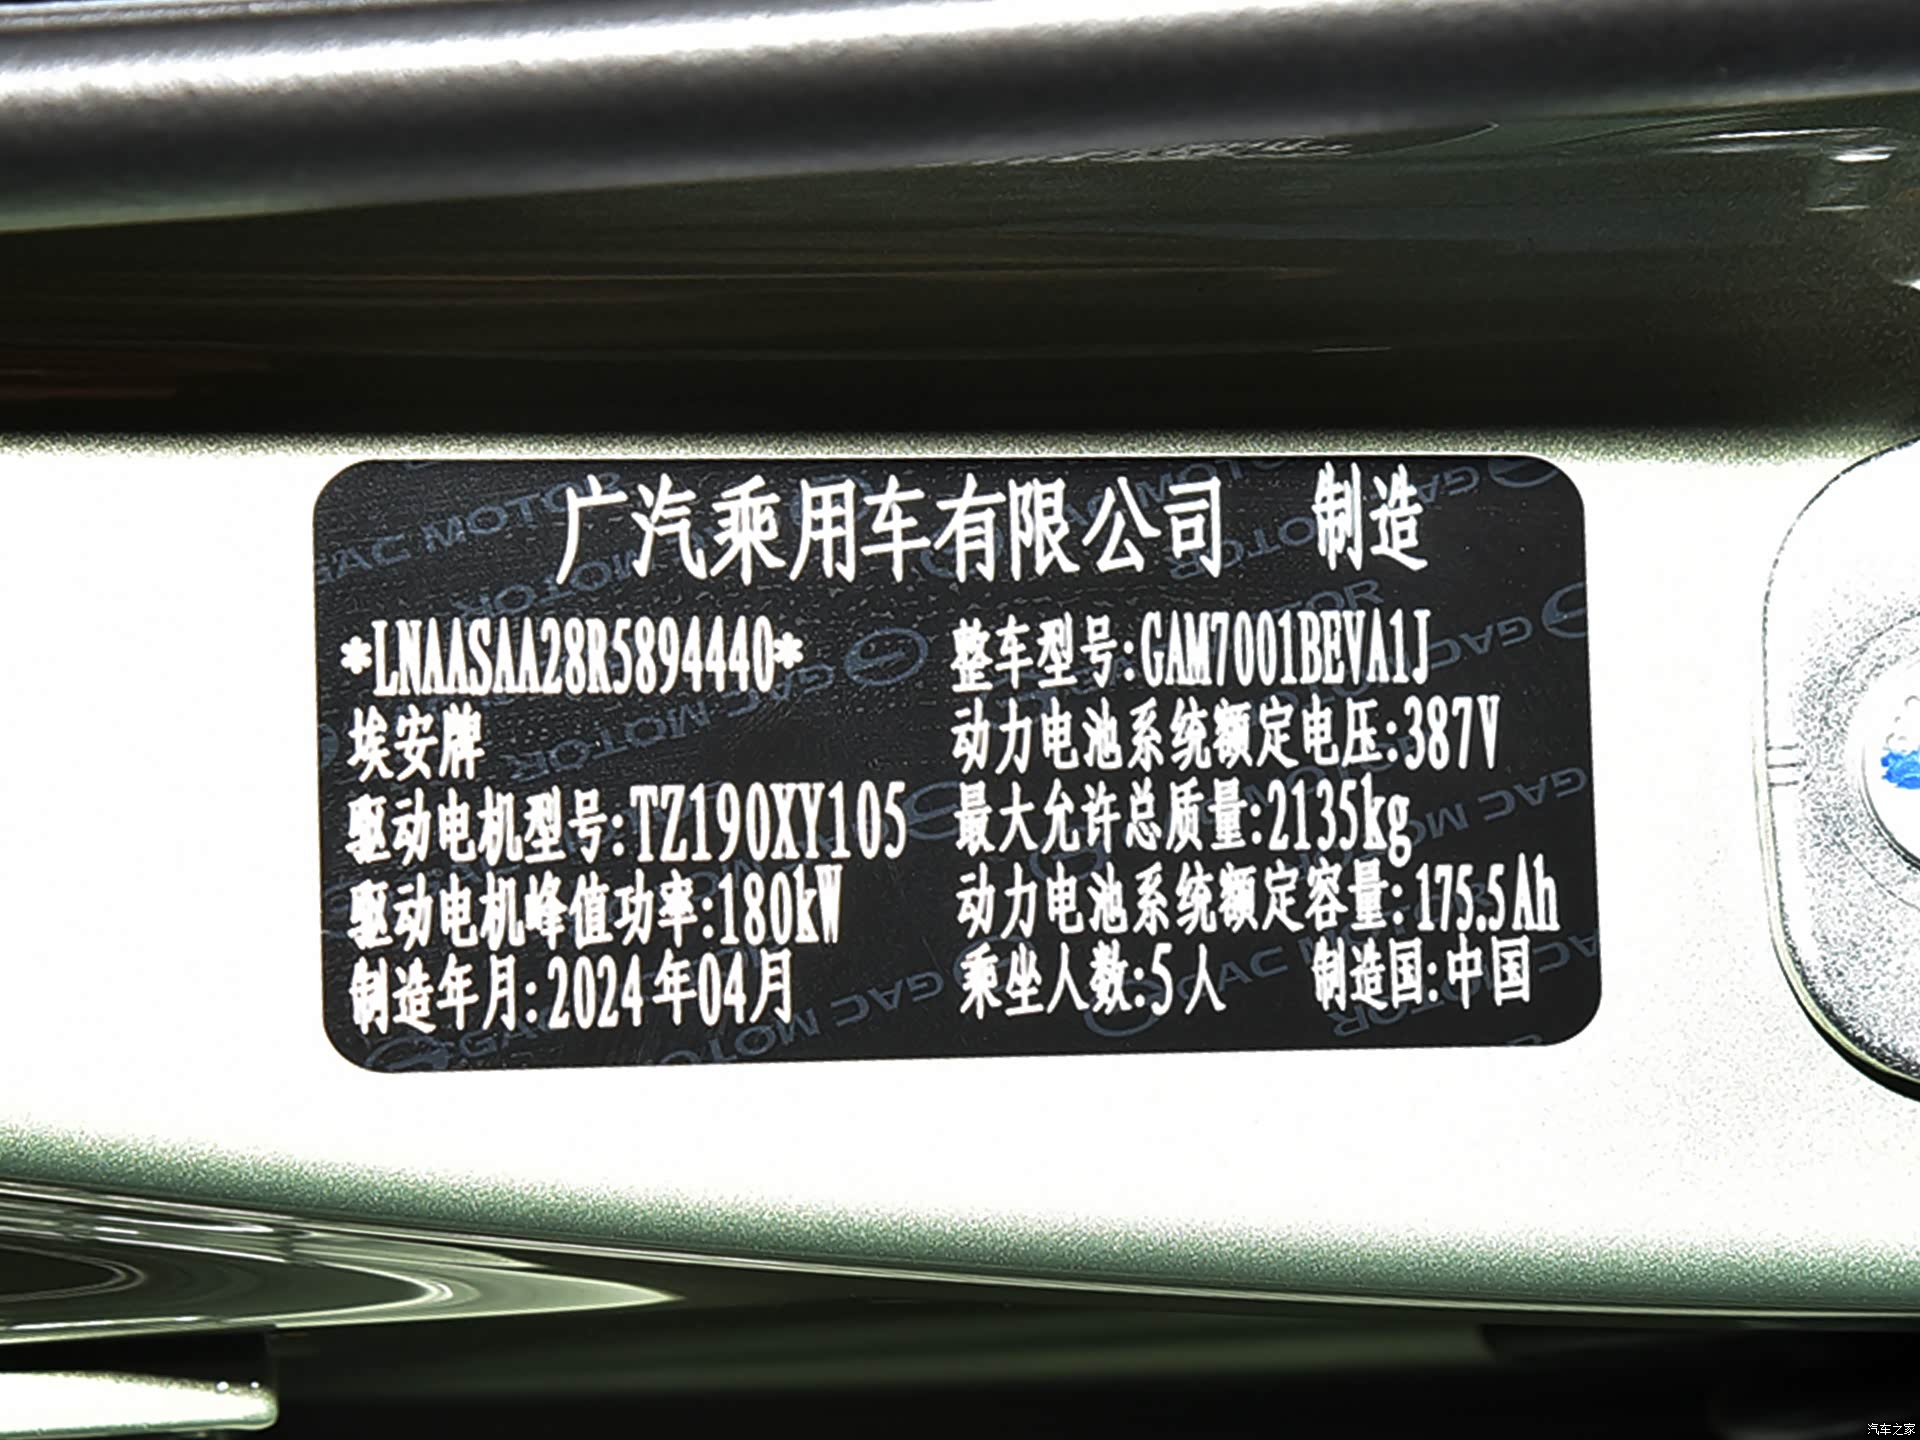 广汽乘用车有限公司 制造
*LNAASAA28R5894440* 整车型号:GAM7001BEVA1J
埃安牌 动力电池系统额定电压:387V
驱动电机型号:TZ190XY105 最大允许总质量:2135kg
驱动电机峰值功率:180kW 动力电池系统额定容量:175.5Ah
制造年月:2024年04月 乘坐人数:5人 制造国:中国
GAC MOTOR
汽车之家